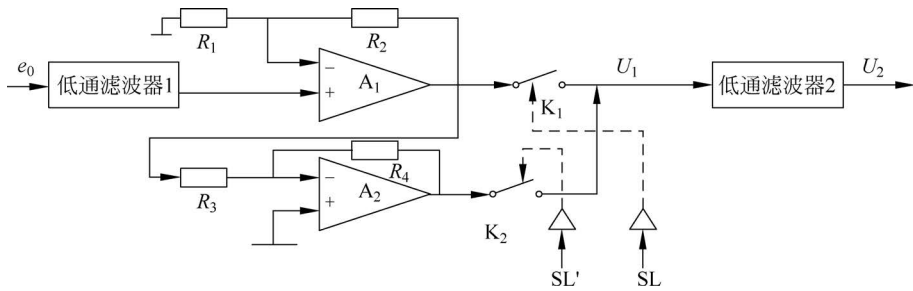 R₁
R₂
e₀
低通滤波器1
−
+
A₁
K₁
U₁
低通滤波器2
U₂
R₃
R₄
−
+
A₂
K₂
SL'
SL